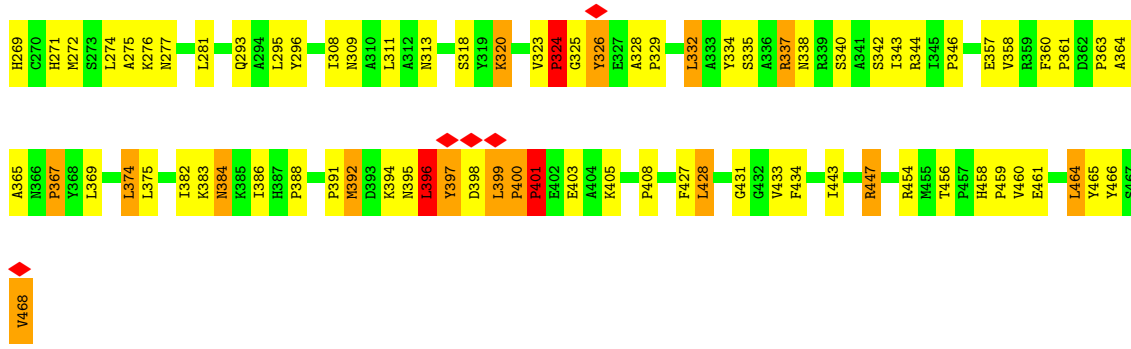 H269 C270 H271 M272 S273 L274 A275 K276 N277 L281 Q293 A294 L295 Y296 I308 N309 A310 L311 A312 N313 S318 Y319 K320 V323 P324 G325 Y326 E327 A328 P329 L332 A333 Y334 S335 A336 R337 N338 R339 S340 A341 S342 I343 R344 I345 P346 E357 V358 R359 F360 P361 D362 P363 A364
A365 N366 P367 Y368 L369 L374 L375 I382 K383 N384 K385 I386 H387 P388 P391 M392 D393 K394 N395 L396 Y397 D398 L399 P400 P401 E402 E403 A404 K405 P408 F427 L428 G431 G432 V433 F434 I443 R447 R454 M455 T456 P457 H458 P459 V460 E461 L464 Y465 Y466 S467
V468